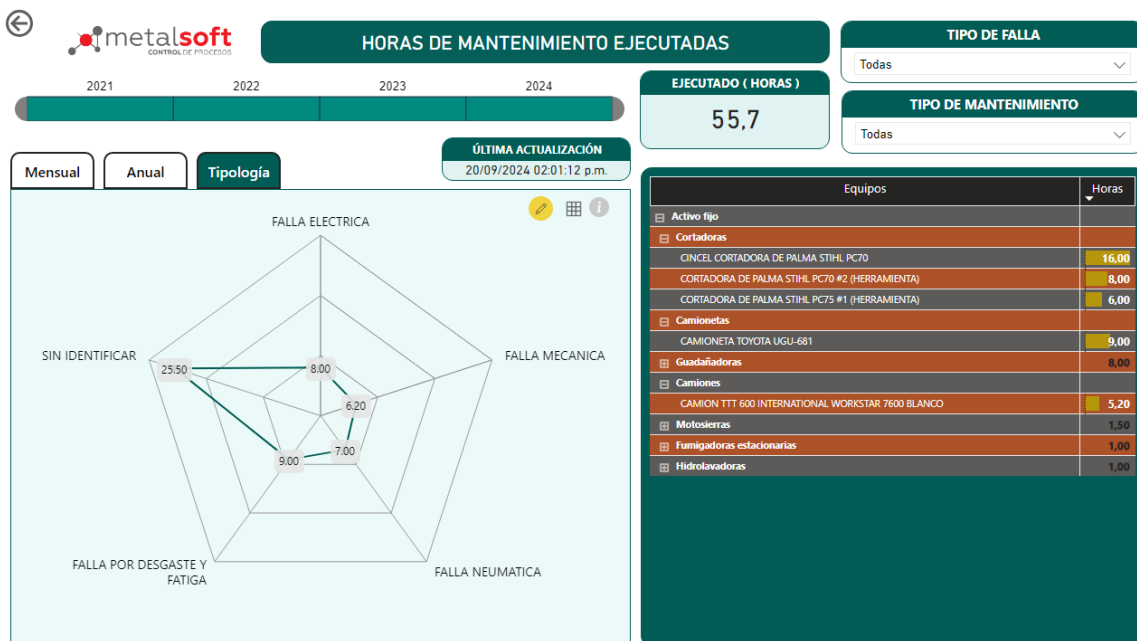 metalsoft
CONTROL DE PROCESOS
HORAS DE MANTENIMIENTO EJECUTADAS
TIPO DE FALLA
Todas
2021 2022 2023 2024
EJECUTADO ( HORAS )
55,7
TIPO DE MANTENIMIENTO
Todas
ÚLTIMA ACTUALIZACIÓN
20/09/2024 02:01:12 p.m.
Mensual Anual Tipología
FALLA ELECTRICA
SIN IDENTIFICAR
FALLA MECANICA
25.50
8.00
6.20
7.00
9.00
FALLA POR DESGASTE Y
FATIGA
FALLA NEUMATICA
Equipos Horas
Activo fijo
Cortadoras
CINCEL CORTADORA DE PALMA STIHL PC70 16,00
CORTADORA DE PALMA STIHL PC70 #2 (HERRAMIENTA) 8,00
CORTADORA DE PALMA STIHL PC75 #1 (HERRAMIENTA) 6,00
Camionetas
CAMIONETA TOYOTA UGU-681 9,00
Guadañadoras 8,00
Camiones
CAMION TTT 600 INTERNATIONAL WORKSTAR 7600 BLANCO 5,20
Motosierras 1,50
Fumigadoras estacionarias 1,00
Hidrolavadoras 1,00